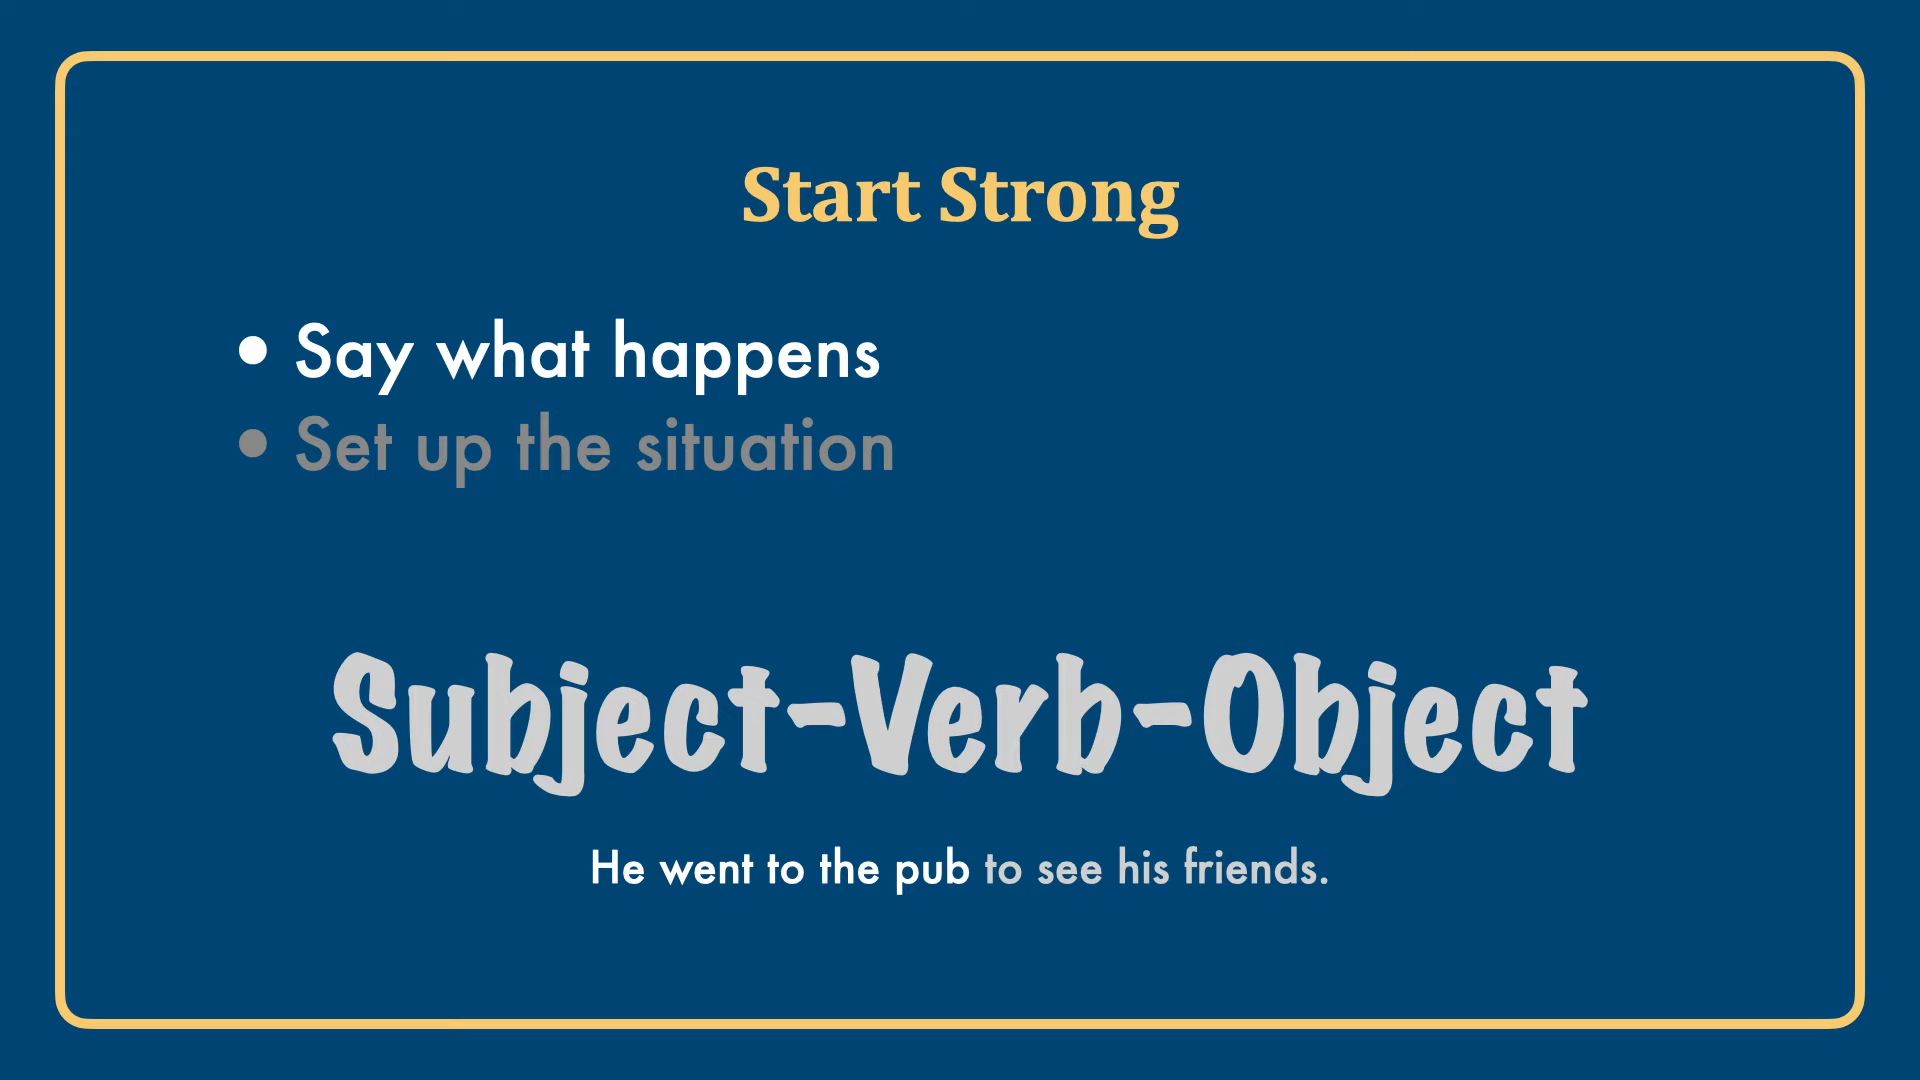 Start Strong
• Say what happens
• Set up the situation
Subject-Verb-Object
He went to the pub to see his friends.